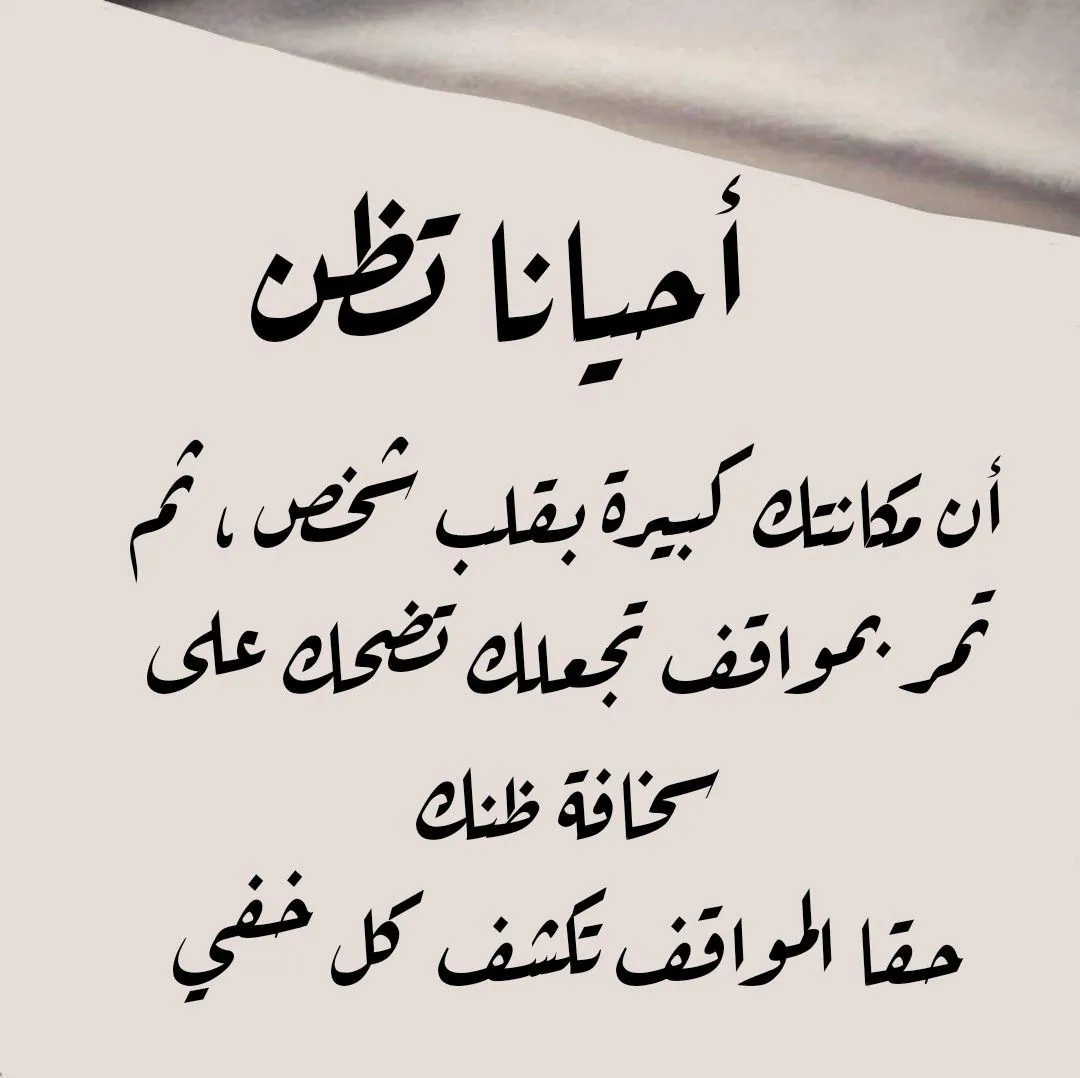 أحيانا تظن
أن مكانتك كبيرة بقلب شخص، ثم
تمر بمواقف تجعلك تضحك على
سخافة ظنك
حقا المواقف تكشف كل خفي